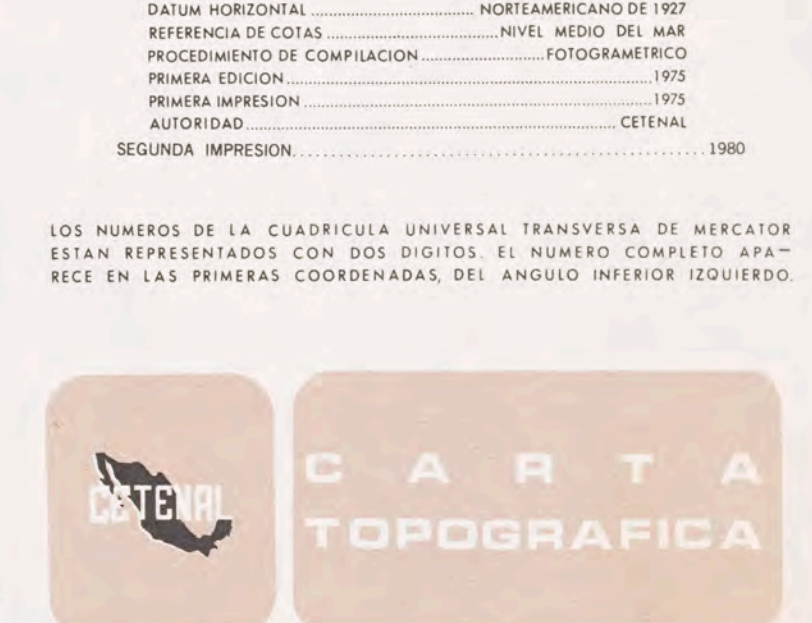 DATUM HORIZONTAL ........ NORTEAMERICANO DE 1927
REFERENCIA DE COTAS ........ NIVEL MEDIO DEL MAR
PROCEDIMIENTO DE COMPILACION ........ FOTOGRAMETRICO
PRIMERA EDICION ........ 1975
PRIMERA IMPRESION ........ 1975
AUTORIDAD ........ CETENAL
SEGUNDA IMPRESION ........ 1980
LOS NUMEROS DE LA CUADRICULA UNIVERSAL TRANSVERSA DE MERCATOR
ESTAN REPRESENTADOS CON DOS DIGITOS. EL NUMERO COMPLETO APA-
RECE EN LAS PRIMERAS COORDENADAS, DEL ANGULO INFERIOR IZQUIERDO.
CETENAL
CARTA
TOPOGRAFICA